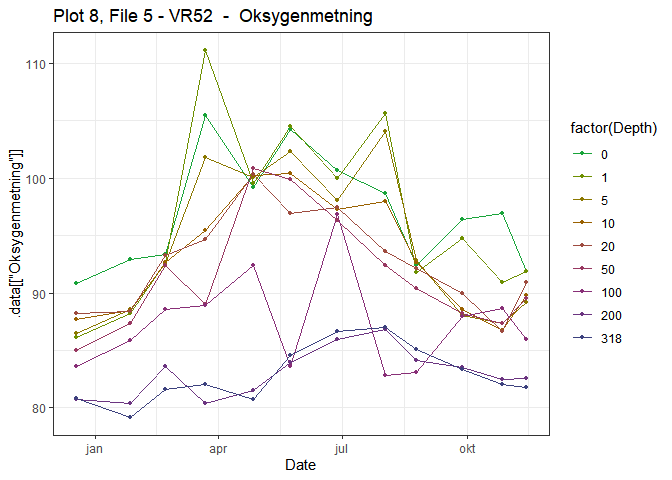 Plot 8, File 5 - VR52  -  Oksygenmetning
.data[["Oksygenmetning"]]
110
100
90
80
jan
apr
jul
okt
Date
factor(Depth)
0
1
5
10
20
50
100
200
318